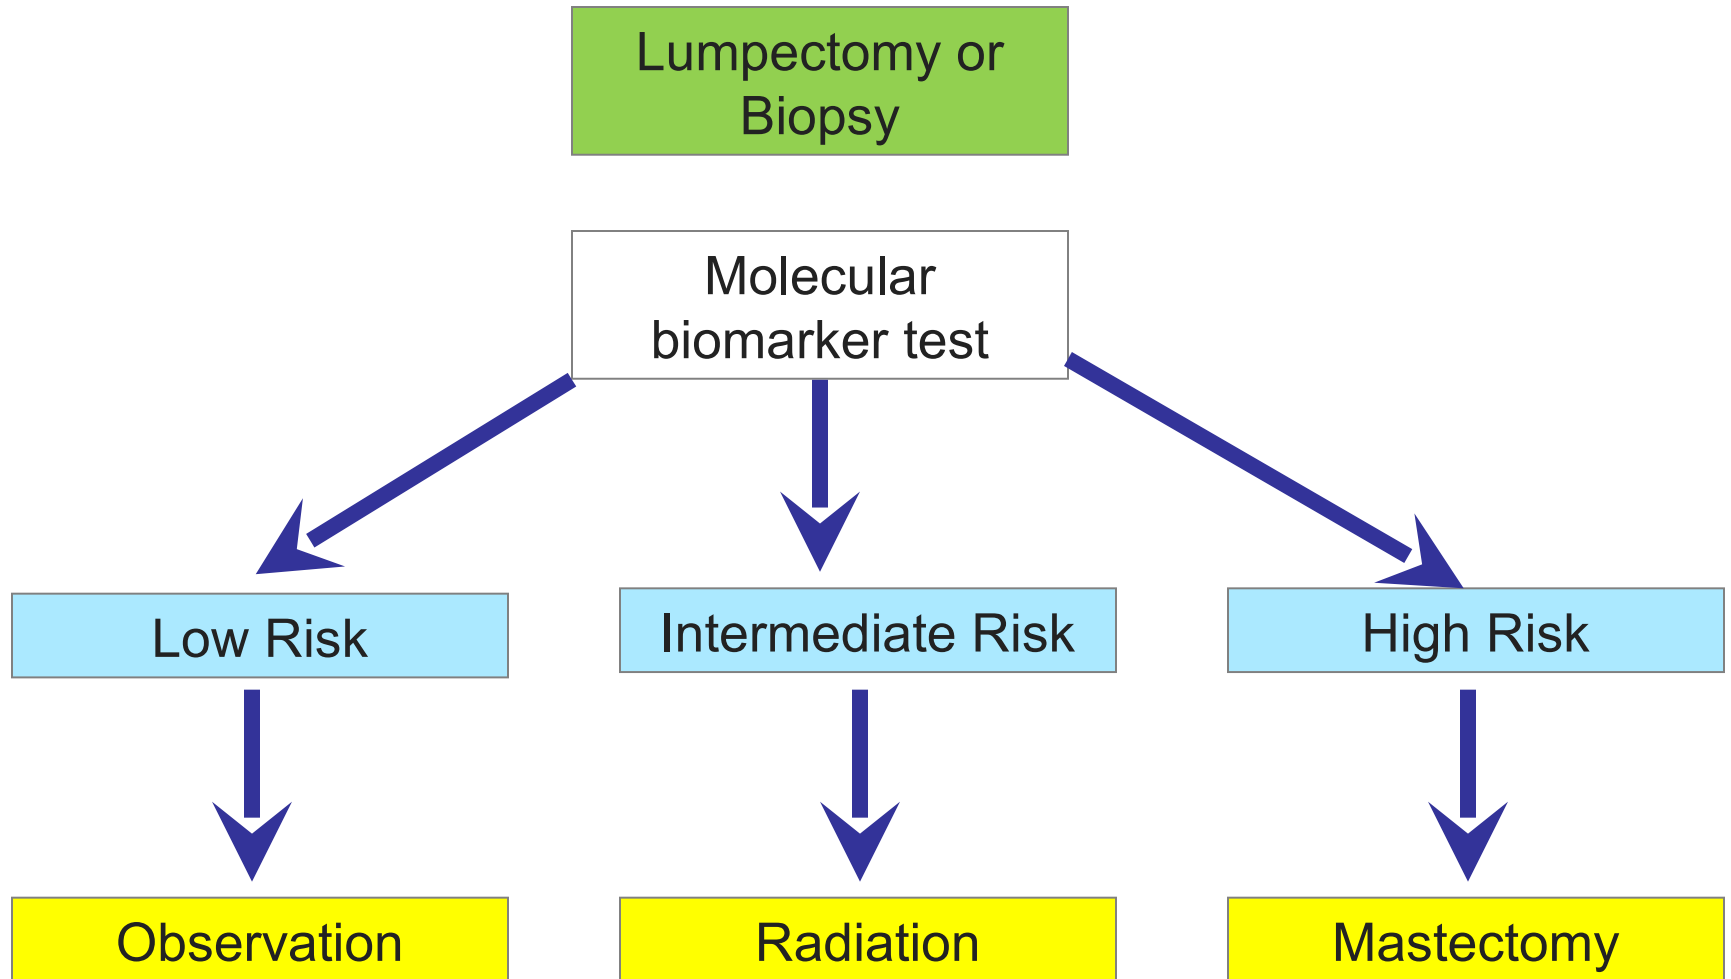 Lumpectomy or
Biopsy
Molecular
biomarker test
Low Risk
Intermediate Risk
High Risk
Observation
Radiation
Mastectomy